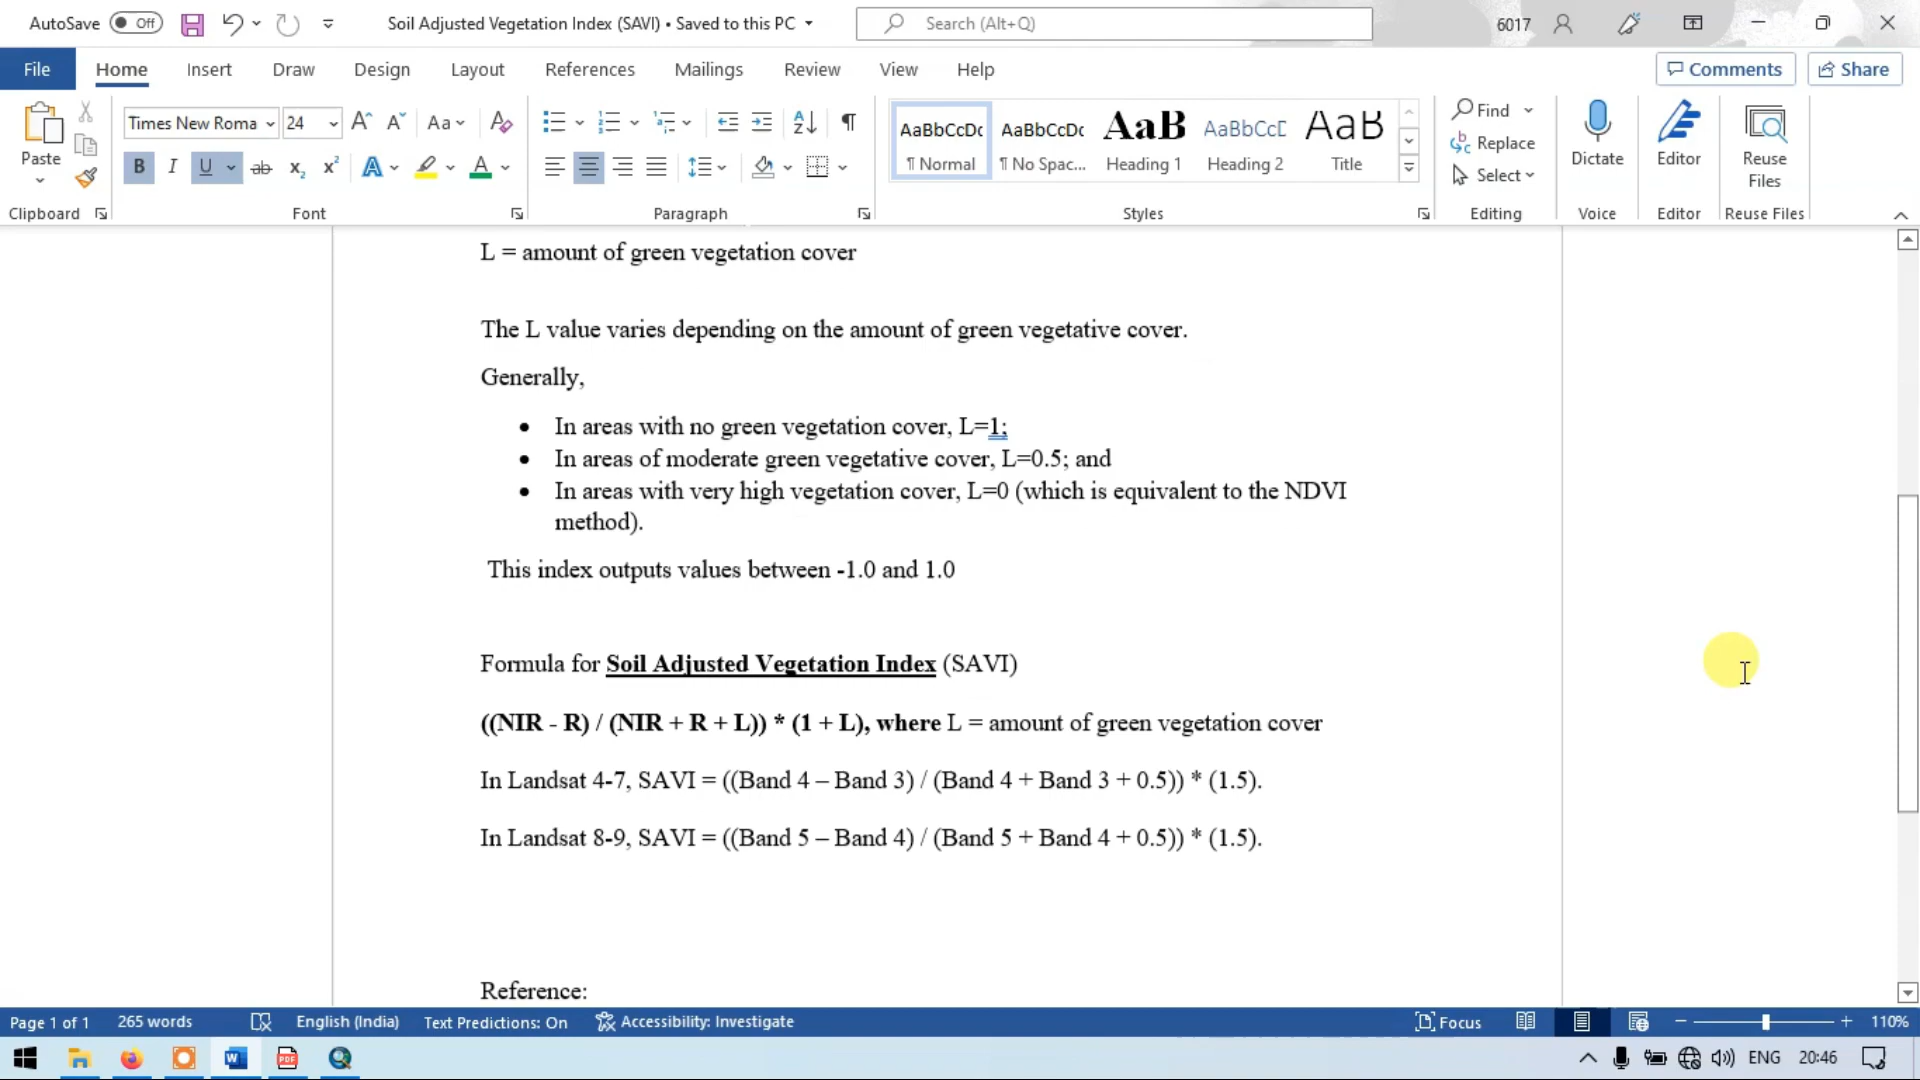 AutoSave Off Soil Adjusted Vegetation Index (SAVI) • Saved to this PC Search (Alt+Q) 6017
File Home Insert Draw Design Layout References Mailings Review View Help Comments Share
Paste
Clipboard
Times New Roma 24 Aa
B I U ab x₂ x² A A
Font
Paragraph
AaBbCcDc AaBbCcDc AaB AaBbCcD AaB
¶ Normal ¶ No Spac... Heading 1 Heading 2 Title
Styles
Find
Replace
Select
Editing
Dictate
Voice
Editor
Editor
Reuse
Files
Reuse Files
L = amount of green vegetation cover
The L value varies depending on the amount of green vegetative cover.
Generally,
• In areas with no green vegetation cover, L=1;
• In areas of moderate green vegetative cover, L=0.5; and
• In areas with very high vegetation cover, L=0 (which is equivalent to the NDVI
method).
This index outputs values between -1.0 and 1.0
Formula for Soil Adjusted Vegetation Index (SAVI)
((NIR - R) / (NIR + R + L)) * (1 + L), where L = amount of green vegetation cover
In Landsat 4-7, SAVI = ((Band 4 – Band 3) / (Band 4 + Band 3 + 0.5)) * (1.5).
In Landsat 8-9, SAVI = ((Band 5 – Band 4) / (Band 5 + Band 4 + 0.5)) * (1.5).
Reference:
Page 1 of 1 265 words English (India) Text Predictions: On Accessibility: Investigate Focus 110%
ENG 20:46